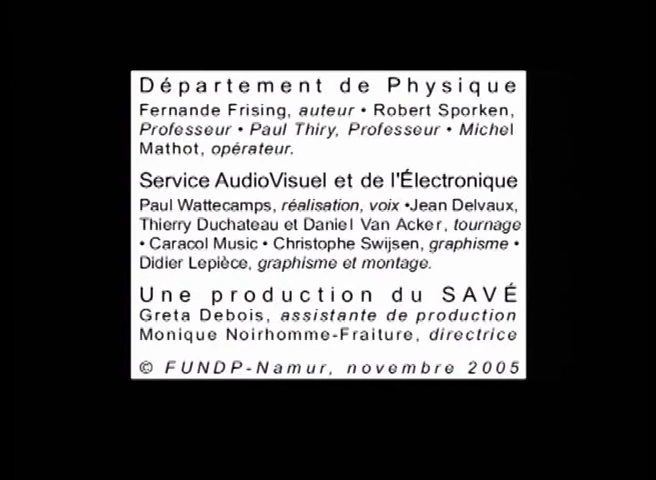 Département de Physique
Fernande Frising, auteur • Robert Sporken,
Professeur • Paul Thiry, Professeur • Michel
Mathot, opérateur.
Service AudioVisuel et de l'Électronique
Paul Wattecamps, réalisation, voix •Jean Delvaux,
Thierry Duchateau et Daniel Van Acker, tournage
• Caracol Music • Christophe Swijsen, graphisme •
Didier Lepièce, graphisme et montage.
Une production du SAVÉ
Greta Debois, assistante de production
Monique Noirhomme-Fraiture, directrice
© FUNDP-Namur, novembre 2005